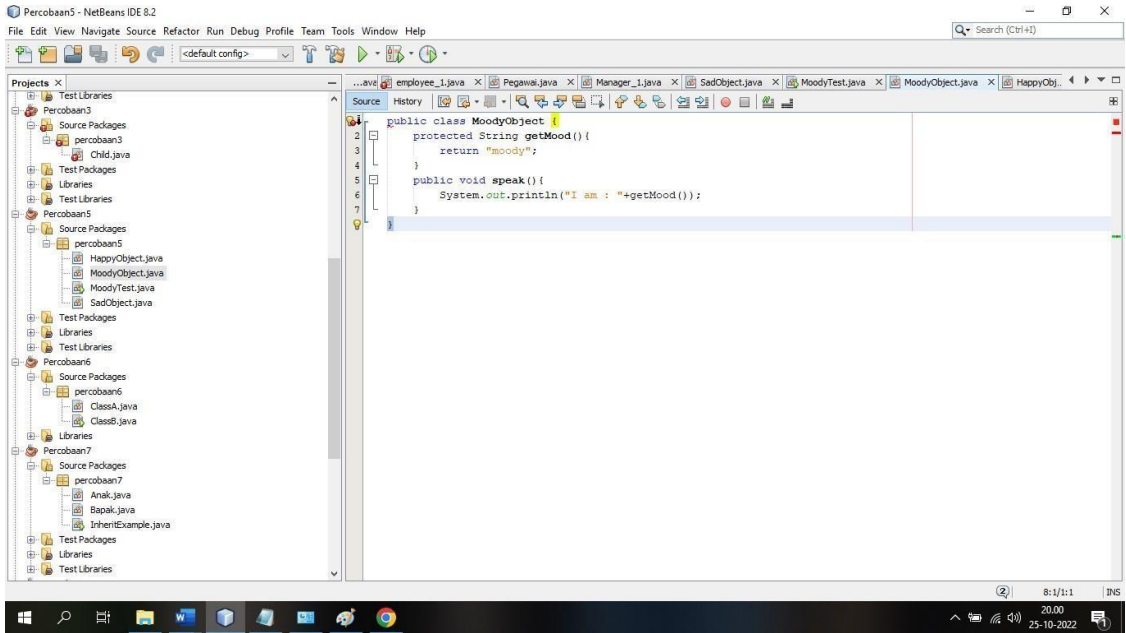 Percobaan5 - NetBeans IDE 8.2
File Edit View Navigate Source Refactor Run Debug Profile Team Tools Window Help
Search (Ctrl+I)
<default config>
Projects
...ava employee_1.java Pegawai.java Manager_1.java SadObject.java MoodyTest.java MoodyObject.java HappyObj..
Source History
Test Libraries
Percobaan3
Source Packages
percobaan3
Child.java
Test Packages
Libraries
Test Libraries
Percobaan5
Source Packages
percobaan5
HappyObject.java
MoodyObject.java
MoodyTest.java
SadObject.java
Test Packages
Libraries
Test Libraries
Percobaan6
Source Packages
percobaan6
ClassA.java
ClassB.java
Libraries
Percobaan7
Source Packages
percobaan7
Anak.java
Bapak.java
InheritExample.java
Test Packages
Libraries
Test Libraries
public class MoodyObject {
2 protected String getMood(){
3 return "moody";
4 }
5 public void speak(){
6 System.out.println("I am : "+getMood());
7 }
}
2 8:1/1:1 INS
20.00
25-10-2022